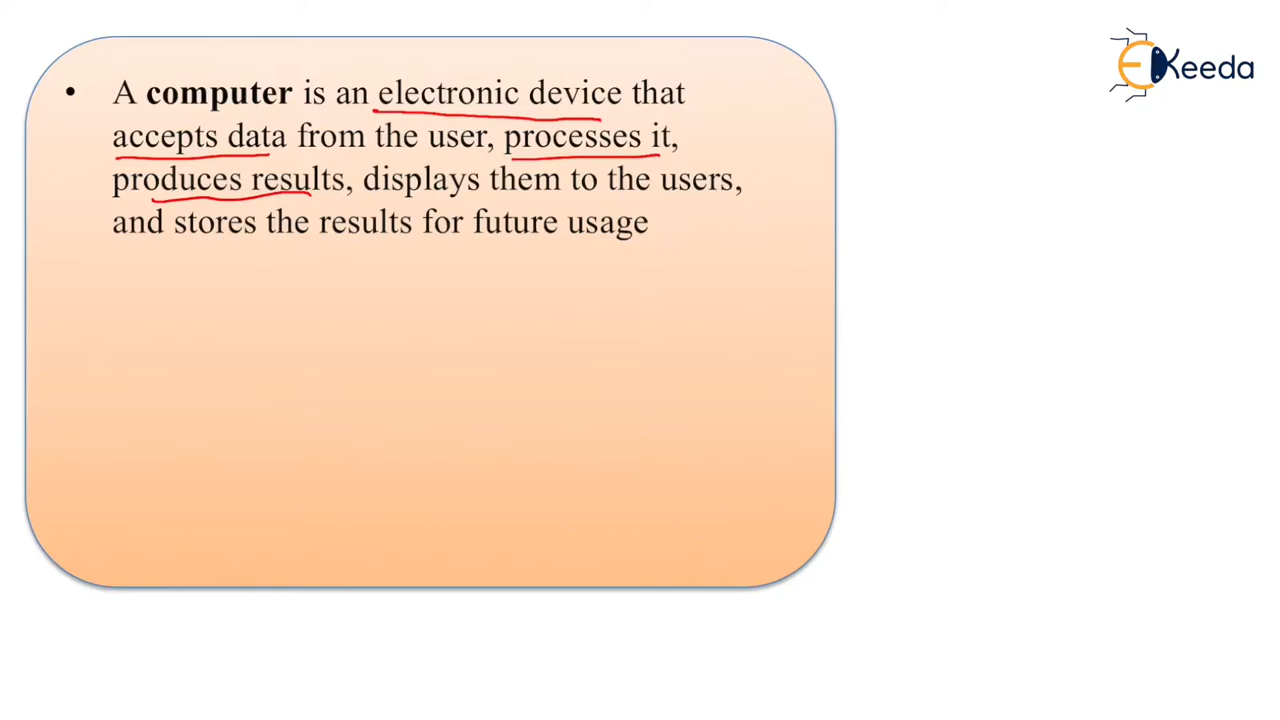 • A computer is an electronic device that
accepts data from the user, processes it,
produces results, displays them to the users,
and stores the results for future usage
EKeeda